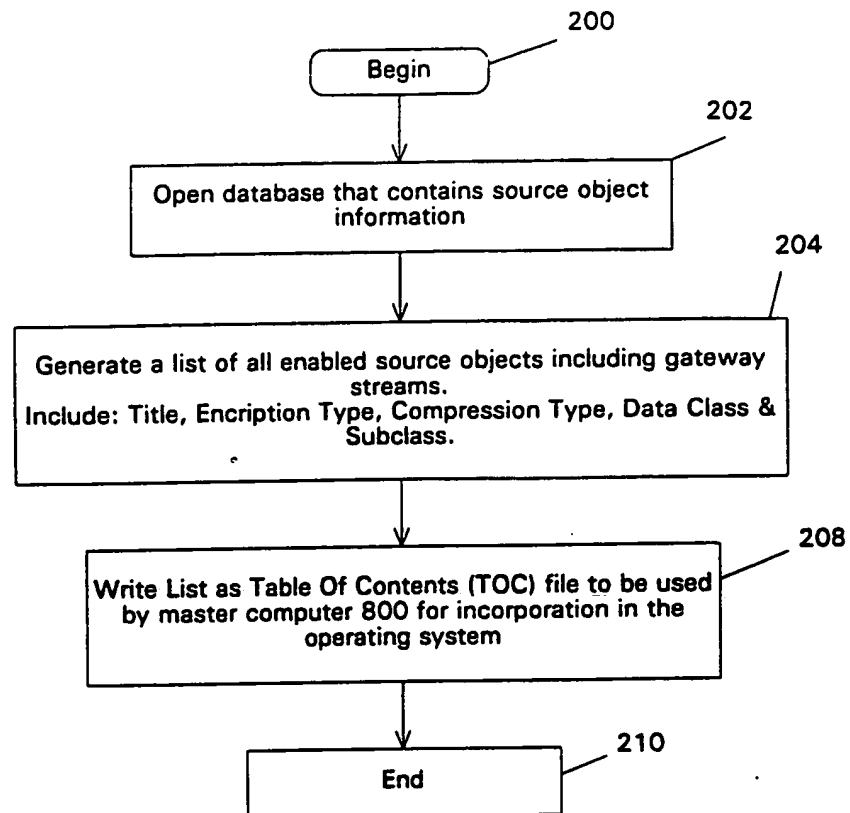 200
Begin
202
Open database that contains source object
information
204
Generate a list of all enabled source objects including gateway
streams.
Include: Title, Encription Type, Compression Type, Data Class &
Subclass.
208
Write List as Table Of Contents (TOC) file to be used
by master computer 800 for incorporation in the
operating system
210
End